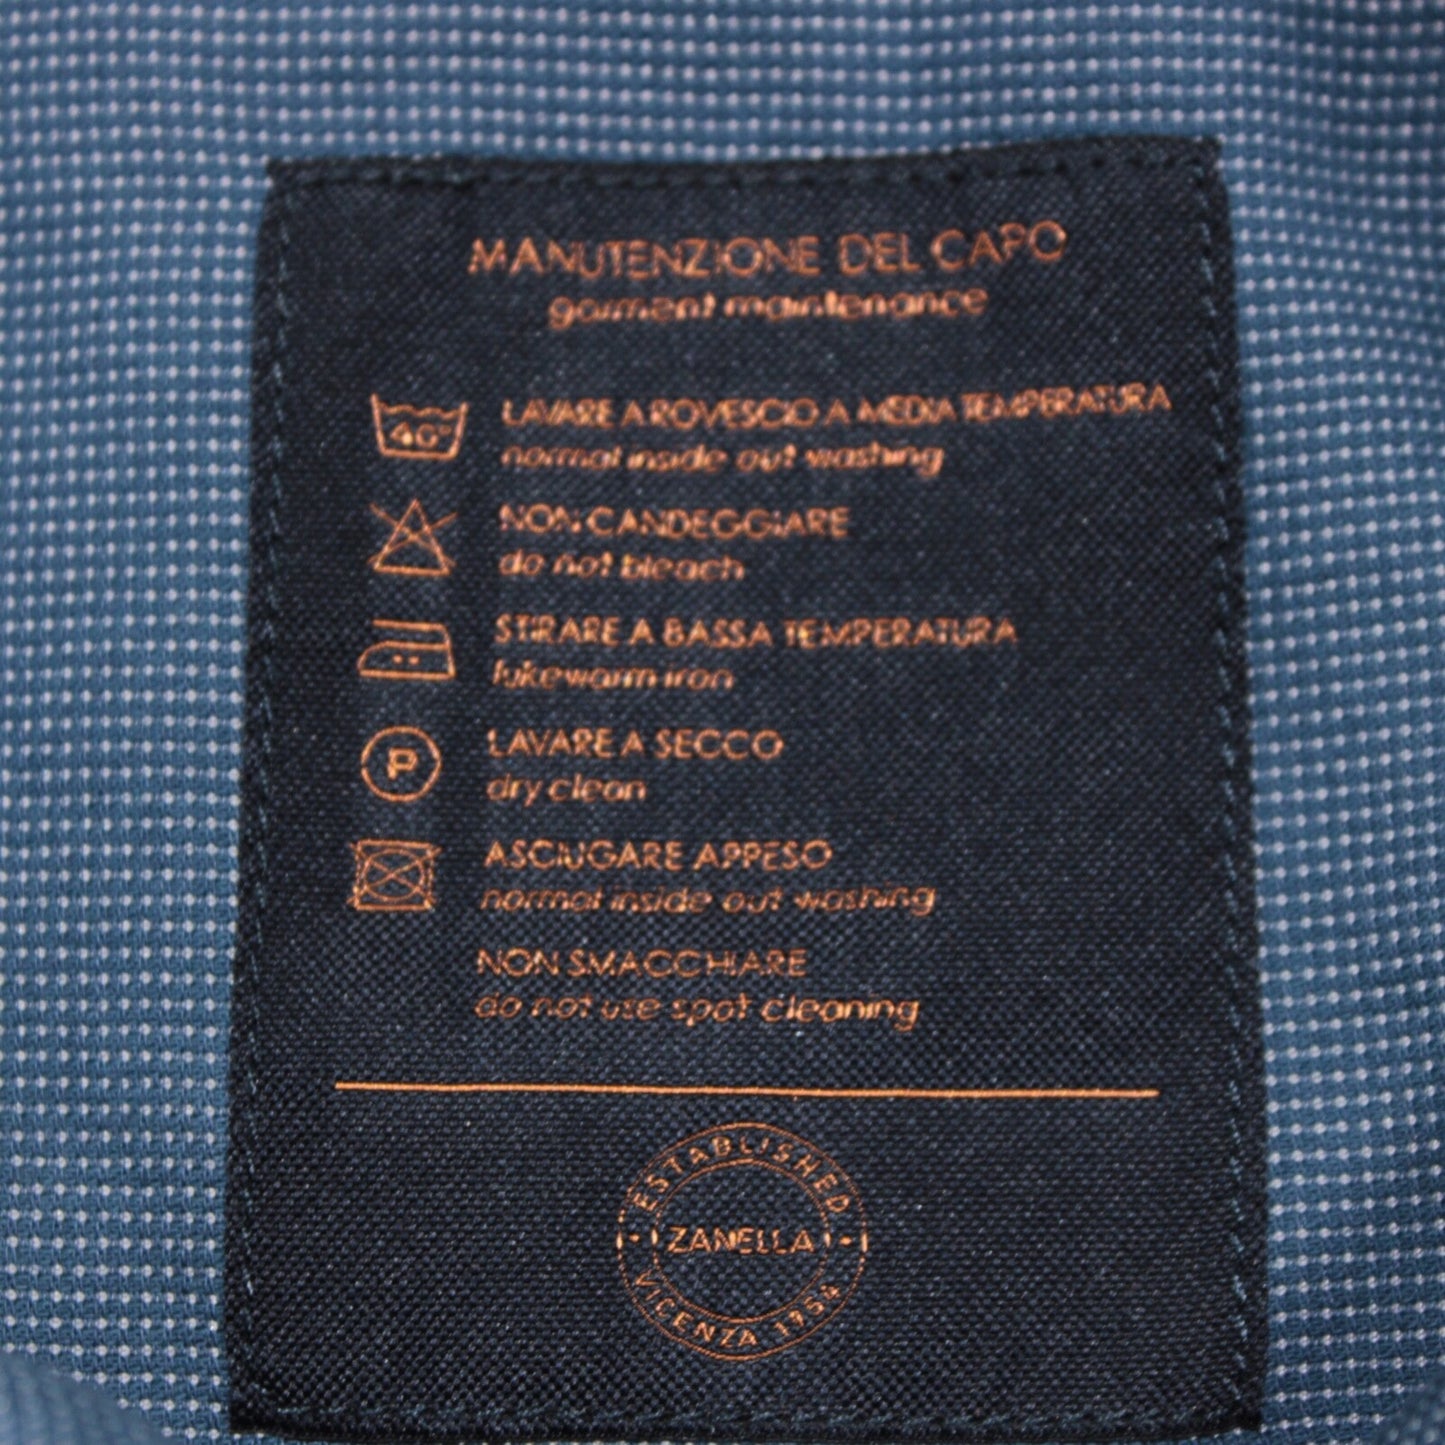 MANUTENZIONE DEL CAPO
garment maintenance
40°
LAVARE A ROVESCIO A MEDIA TEMPERATURA
normal inside out washing
NON CANDEGGIARE
do not bleach
STIRARE A BASSA TEMPERATURA
lukewarm iron
P
LAVARE A SECCO
dry clean
ASCIUGARE APPESO
normal inside out washing
NON SMACCHIARE
do not use spot cleaning
ESTABLISHED
ZANELLA
VICENZA 1954